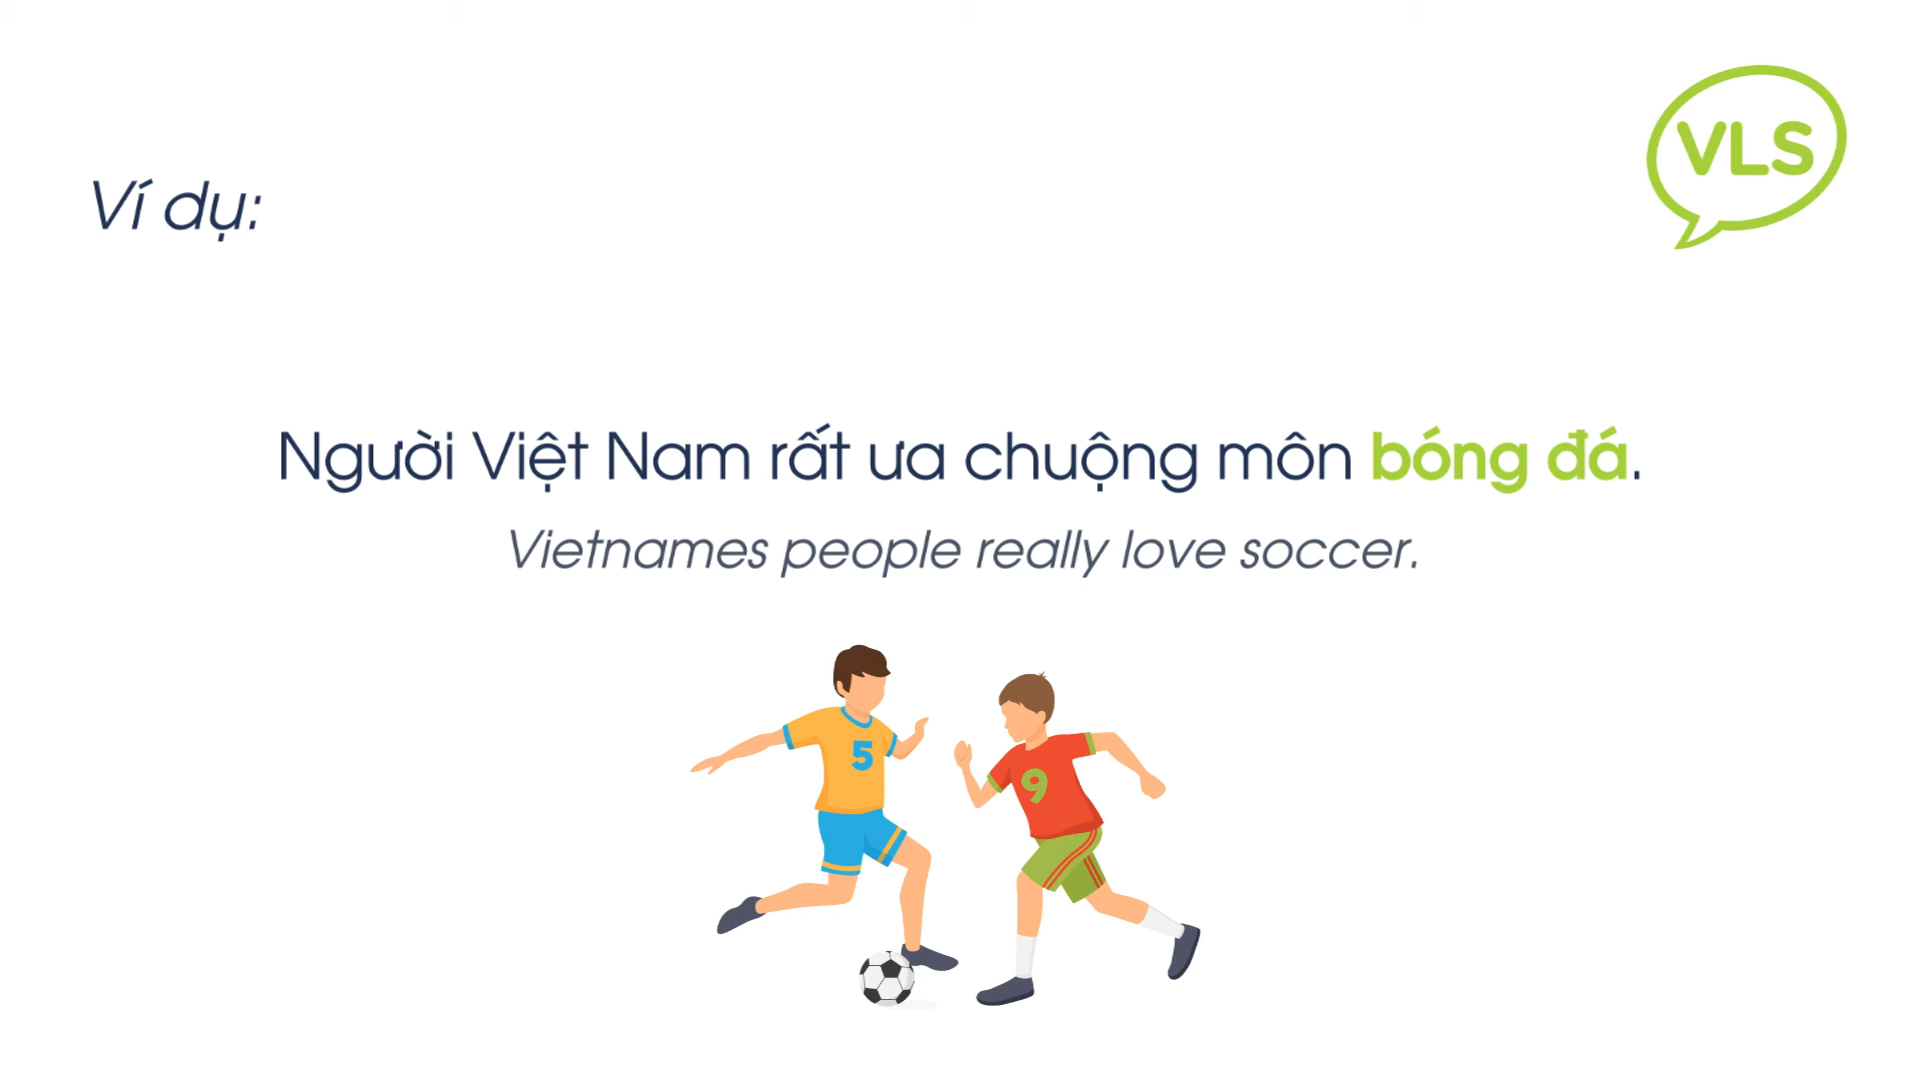 VLS
Ví dụ:
Người Việt Nam rất ưa chuộng môn bóng đá.
Vietnames people really love soccer.
5
9